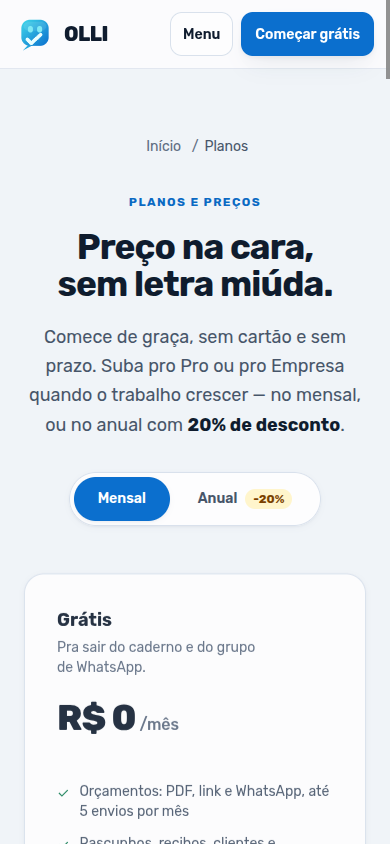 OLLI
Menu
Começar grátis
Início / Planos
PLANOS E PREÇOS
Preço na cara,
sem letra miúda.
Comece de graça, sem cartão e sem
prazo. Suba pro Pro ou pro Empresa
quando o trabalho crescer — no mensal,
ou no anual com 20% de desconto.
Mensal
Anual -20%
Grátis
Pra sair do caderno e do grupo
de WhatsApp.
R$ 0 /mês
Orçamentos: PDF, link e WhatsApp, até
5 envios por mês
Rascunhos, recibos, clientes e